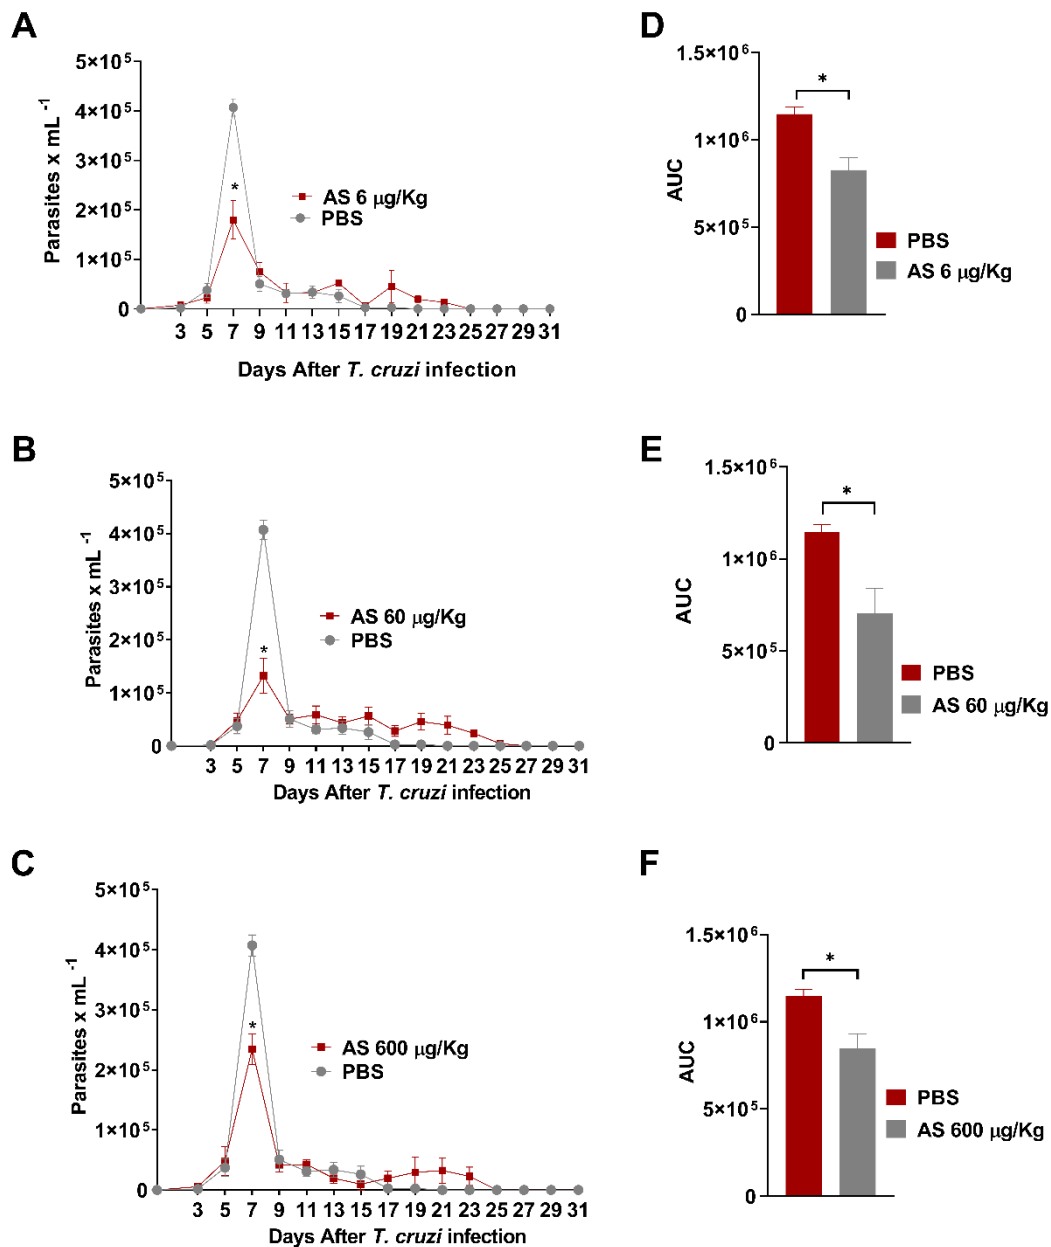 A
Parasites x mL ⁻¹
5×10⁵
4×10⁵
3×10⁵
2×10⁵
1×10⁵
0
*
AS 6 μg/Kg
PBS
3 5 7 9 11 13 15 17 19 21 23 25 27 29 31
Days After T. cruzi infection
D
AUC
1.5×10⁶
1×10⁶
5×10⁵
0
*
PBS
AS 6 μg/Kg
B
Parasites x mL ⁻¹
5×10⁵
4×10⁵
3×10⁵
2×10⁵
1×10⁵
0
*
AS 60 μg/Kg
PBS
3 5 7 9 11 13 15 17 19 21 23 25 27 29 31
Days After T. cruzi infection
E
AUC
1.5×10⁶
1×10⁶
5×10⁵
0
*
PBS
AS 60 μg/Kg
C
Parasites x mL ⁻¹
5×10⁵
4×10⁵
3×10⁵
2×10⁵
1×10⁵
0
*
AS 600 μg/Kg
PBS
3 5 7 9 11 13 15 17 19 21 23 25 27 29 31
Days After T. cruzi infection
F
AUC
1.5×10⁶
1×10⁶
5×10⁵
0
*
PBS
AS 600 μg/Kg